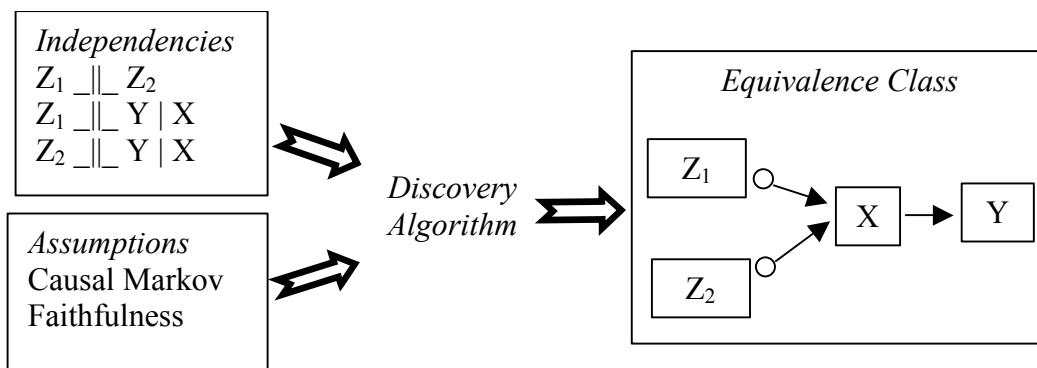 Independencies
Z₁ _||_ Z₂
Z₁ _||_ Y | X
Z₂ _||_ Y | X
Assumptions
Causal Markov
Faithfulness
Discovery
Algorithm
Equivalence Class
Z₁
X
Y
Z₂